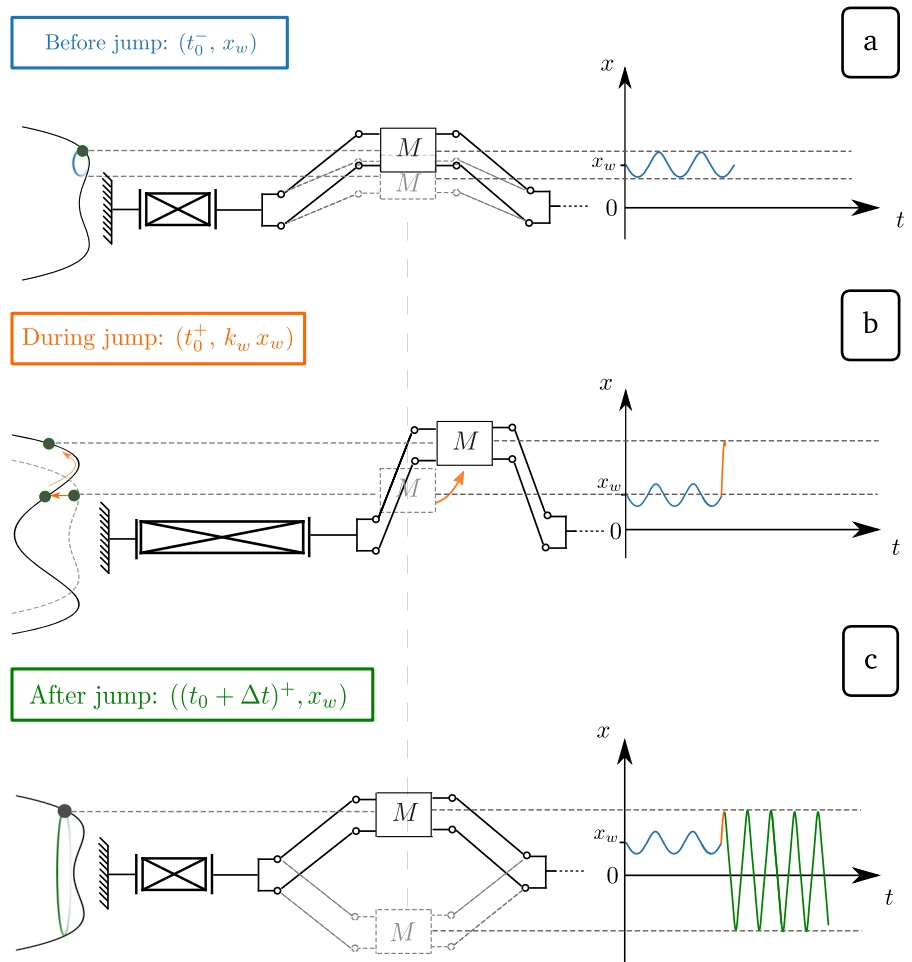 Before jump: (t₀⁻, x_w)
a
x
M
x_w
M
0
t
During jump: (t₀⁺, k_w x_w)
b
x
M
M
x_w
0
t
After jump: ((t₀ + Δt)⁺, x_w)
c
x
M
x_w
0
t
M